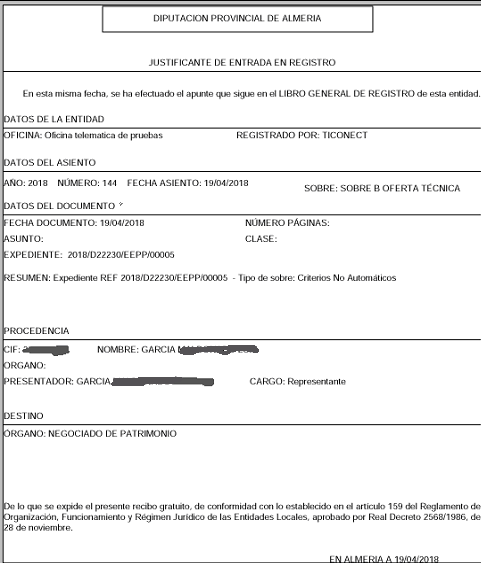 DIPUTACION PROVINCIAL DE ALMERIA
JUSTIFICANTE DE ENTRADA EN REGISTRO
En esta misma fecha, se ha efectuado el apunte que sigue en el LIBRO GENERAL DE REGISTRO de esta entidad.
DATOS DE LA ENTIDAD
OFICINA: Oficina telematica de pruebas REGISTRADO POR: TICONECT
DATOS DEL ASIENTO
AÑO: 2018 NÚMERO: 144 FECHA ASIENTO: 19/04/2018 SOBRE: SOBRE B OFERTA TÉCNICA
DATOS DEL DOCUMENTO *
FECHA DOCUMENTO: 19/04/2018 NÚMERO PÁGINAS:
ASUNTO: CLASE:
EXPEDIENTE: 2018/D22230/EEPP/00005
RESUMEN: Expediente REF 2018/D22230/EEPP/00005 - Tipo de sobre: Criterios No Automáticos
PROCEDENCIA
CIF: NOMBRE: GARCIA
ORGANO:
PRESENTADOR: GARCIA CARGO: Representante
DESTINO
ÓRGANO: NEGOCIADO DE PATRIMONIO
De lo que se expide el presente recibo gratuito, de conformidad con lo establecido en el artículo 159 del Reglamento de
Organización, Funcionamiento y Régimen Jurídico de las Entidades Locales, aprobado por Real Decreto 2568/1986, de
28 de noviembre.
EN ALMERIA A 19/04/2018